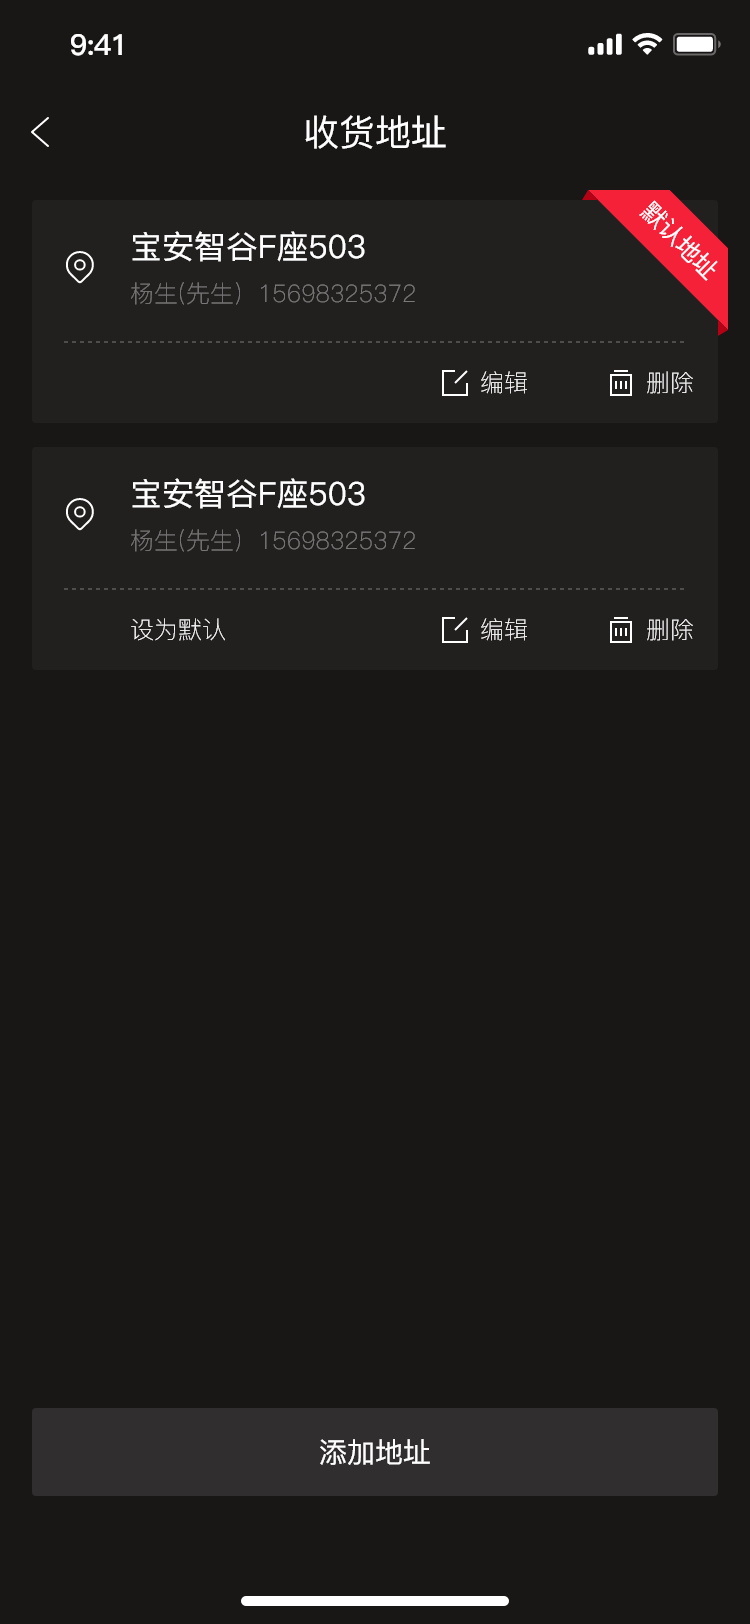 9:41
收货地址
默认地址
宝安智谷F座503
杨生(先生）15698325372
编辑 删除
宝安智谷F座503
杨生(先生）15698325372
设为默认 编辑 删除
添加地址